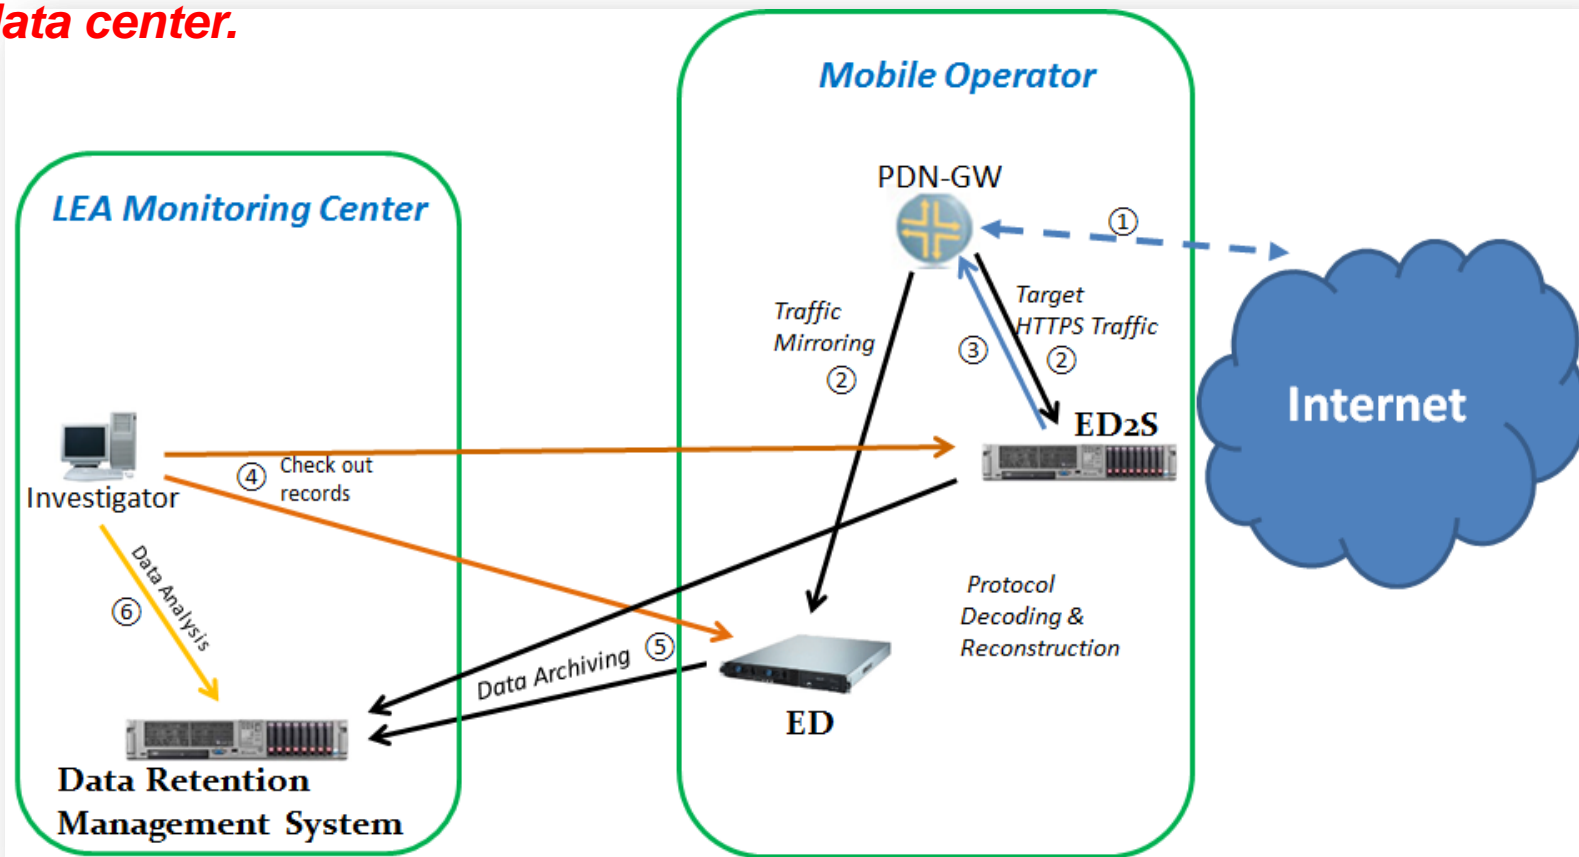 ata center.
Mobile Operator
LEA Monitoring Center
PDN-GW
①
Traffic
Mirroring
②
Target
HTTPS Traffic
②
③
ED2S
Internet
④
Check out
records
Investigator
Data Analysis
⑥
Protocol
Decoding &
Reconstruction
Data Archiving
⑤
ED
Data Retention
Management System